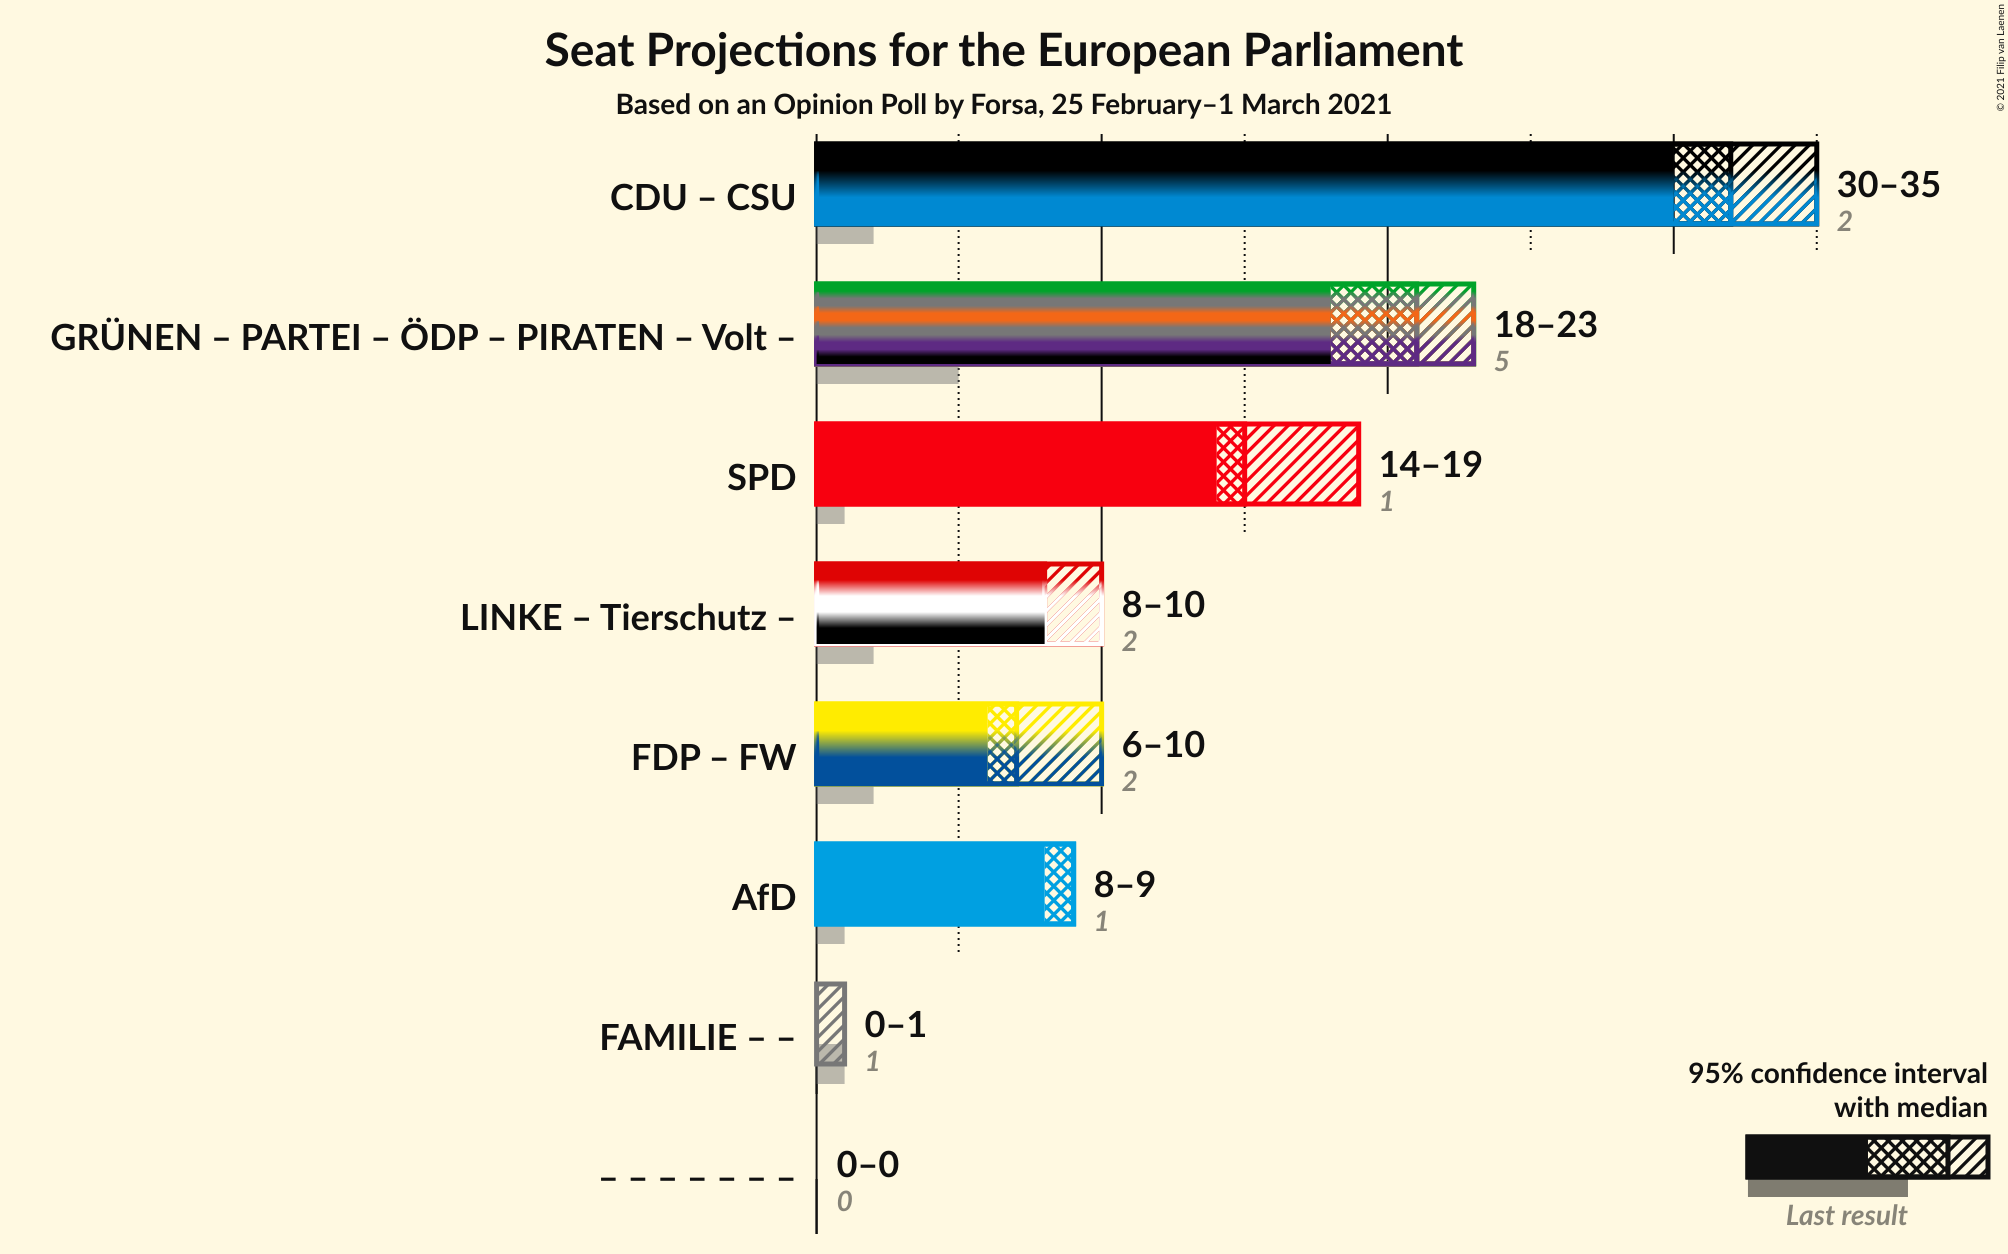 Seat Projections for the European Parliament
Based on an Opinion Poll by Forsa, 25 February–1 March 2021
© 2021 Filip van Laenen
CDU – CSU
30–35
2
GRÜNEN – PARTEI – ÖDP – PIRATEN – Volt –
18–23
5
SPD
14–19
1
LINKE – Tierschutz –
8–10
2
FDP – FW
6–10
2
AfD
8–9
1
FAMILIE – –
0–1
1
– – – – – – –
0–0
0
95% confidence interval
with median
Last result